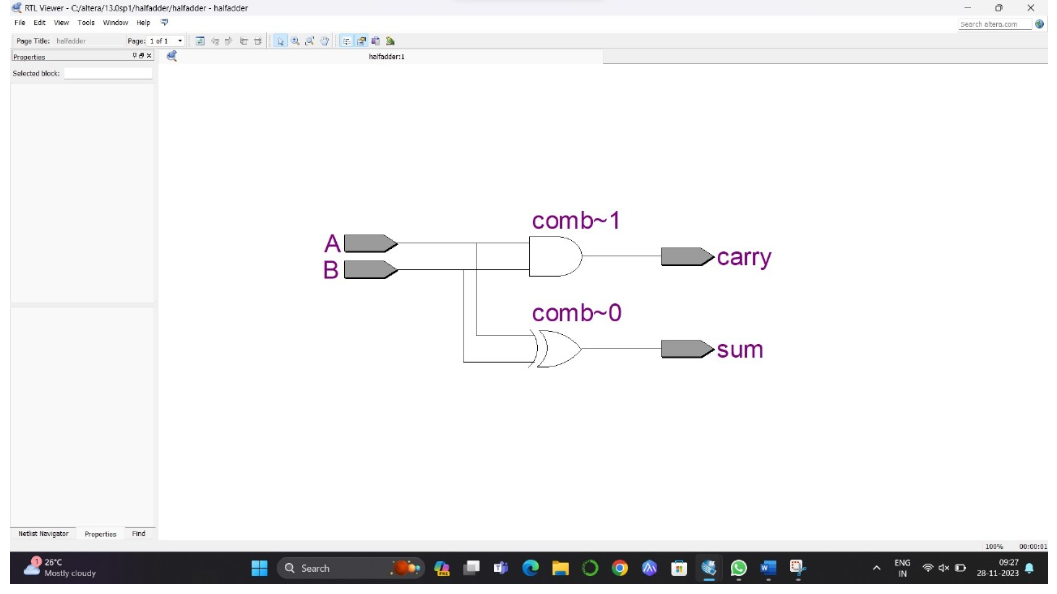 RTL Viewer - C:/altera/13.0sp1/halfadder/halfadder - halfadder
File Edit View Tools Window Help
Search altera.com
Page Title: halfadder Page: 1 of 1
Properties
halfadder:1
Selected block:
comb~1
A
carry
B
comb~0
sum
Netlist Navigator Properties Find
100% 00:00:01
1
26°C
Mostly cloudy
Search
ENG
IN
09:27
28-11-2023